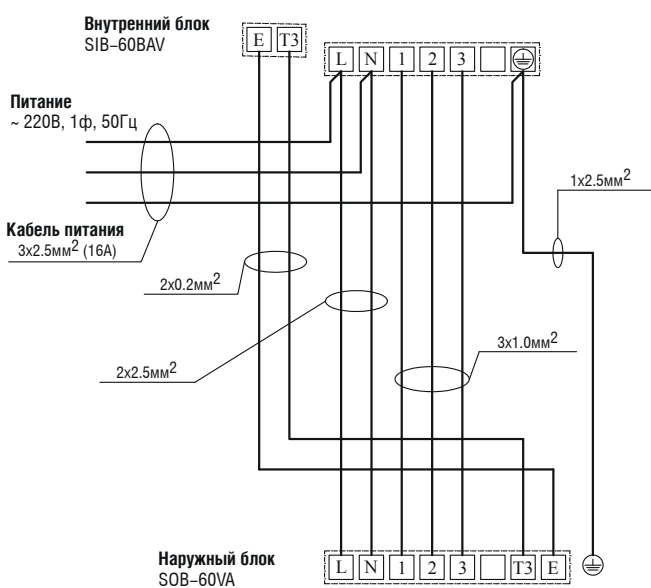 Внутренний блок
SIB–60BAV
E T3
L N 1 2 3
Питание
~ 220В, 1ф, 50Гц
1x2.5мм2
Кабель питания
3x2.5мм2 (16А)
2x0.2мм2
3x1.0мм2
2x2.5мм2
Наружный блок
SOB–60VA
L N 1 2 3 T3 E